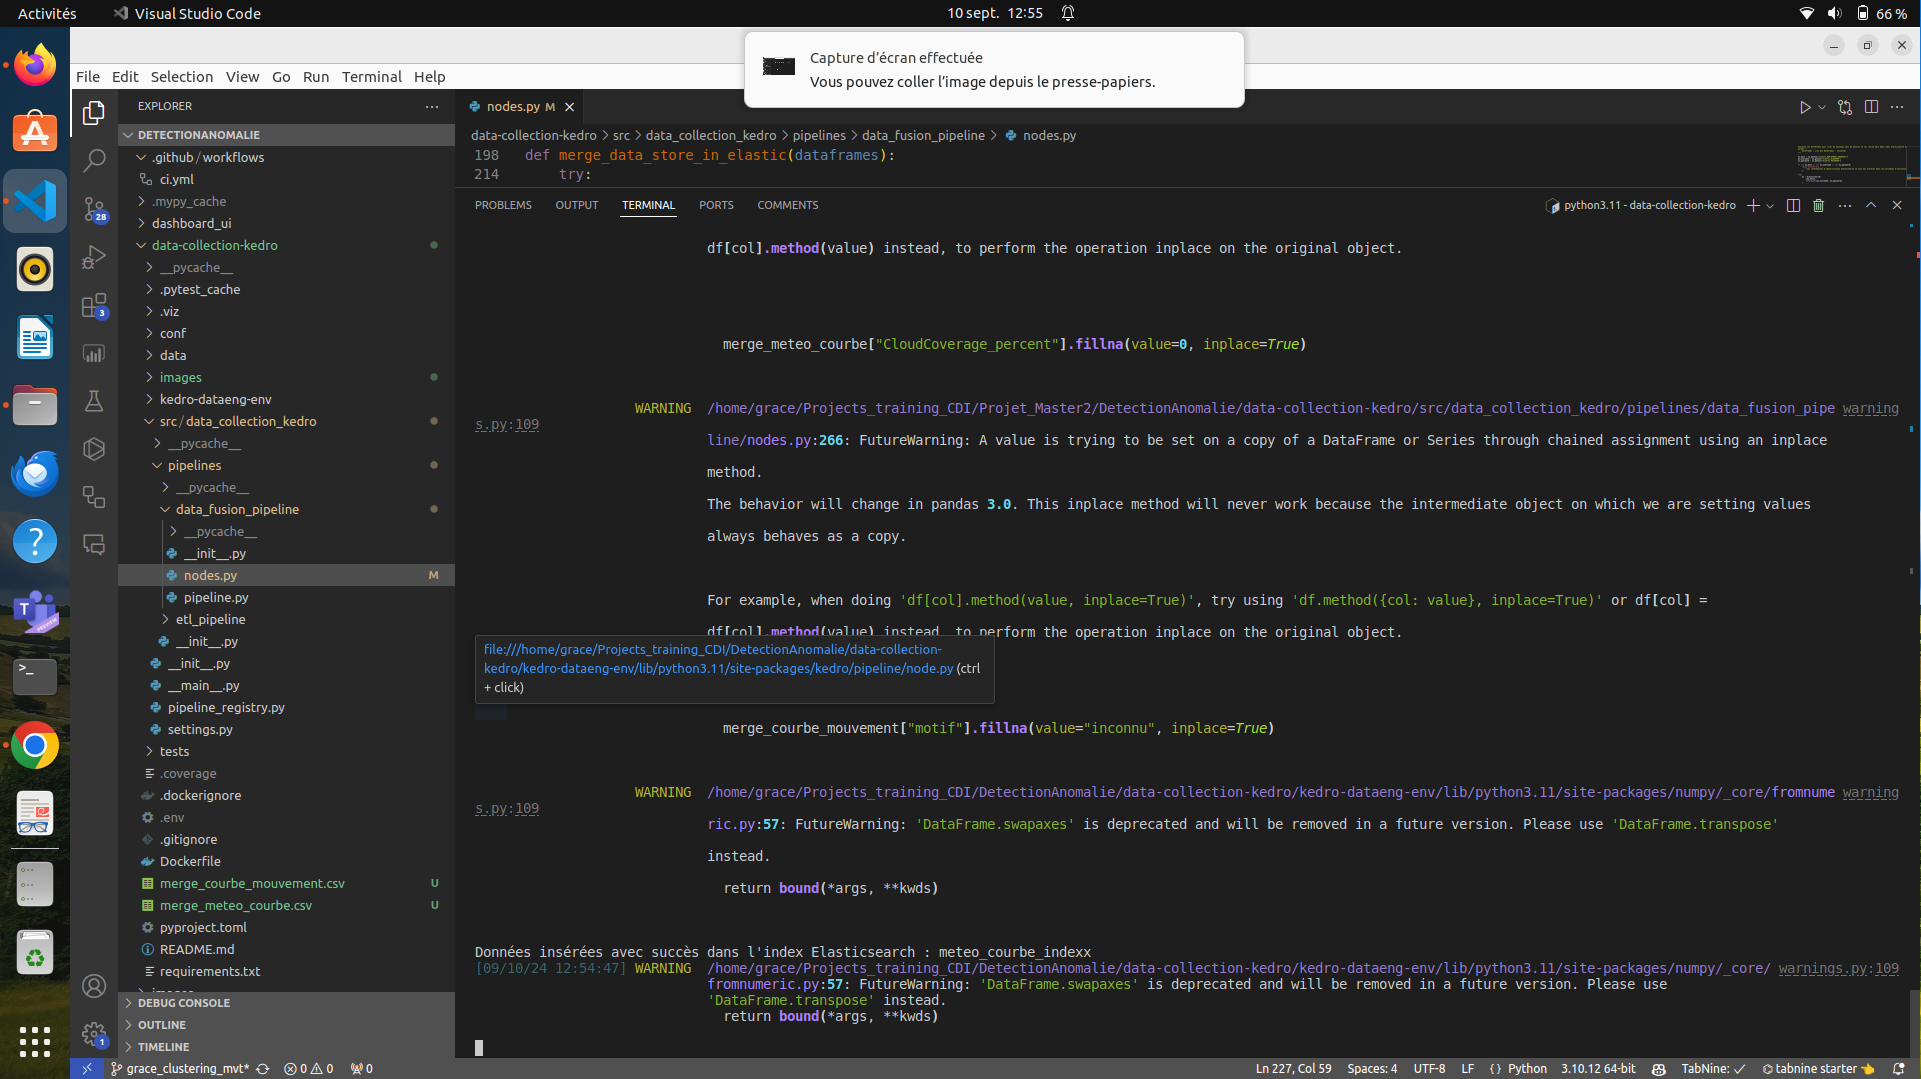 Activités
Visual Studio Code
10 sept. 12:55
66 %
Capture d'écran effectuée
Vous pouvez coller l'image depuis le presse-papiers.
File Edit Selection View Go Run Terminal Help
EXPLORER
DETECTIONANOMALIE
.github/workflows
ci.yml
.mypy_cache
dashboard_ui
data-collection-kedro
__pycache__
.pytest_cache
.viz
conf
data
images
kedro-dataeng-env
src/data_collection_kedro
__pycache__
pipelines
__pycache__
data_fusion_pipeline
__pycache__
__init__.py
nodes.py M
pipeline.py
etl_pipeline
__init__.py
__init__.py
__main__.py
pipeline_registry.py
settings.py
tests
.coverage
.dockerignore
.env
.gitignore
Dockerfile
merge_courbe_mouvement.csv U
merge_meteo_courbe.csv U
pyproject.toml
README.md
requirements.txt
DEBUG CONSOLE
OUTLINE
TIMELINE
28
3
1
nodes.py M
data-collection-kedro > src > data_collection_kedro > pipelines > data_fusion_pipeline > nodes.py
198 def merge_data_store_in_elastic(dataframes):
214 try:
PROBLEMS OUTPUT TERMINAL PORTS COMMENTS
python3.11 - data-collection-kedro
df[col].method(value) instead, to perform the operation inplace on the original object.
merge_meteo_courbe["CloudCoverage_percent"].fillna(value=0, inplace=True)
WARNING /home/grace/Projects_training_CDI/Projet_Master2/DetectionAnomalie/data-collection-kedro/src/data_collection_kedro/pipelines/data_fusion_pipe warning
s.py:109
line/nodes.py:266: FutureWarning: A value is trying to be set on a copy of a DataFrame or Series through chained assignment using an inplace
method.
The behavior will change in pandas 3.0. This inplace method will never work because the intermediate object on which we are setting values
always behaves as a copy.
For example, when doing 'df[col].method(value, inplace=True)', try using 'df.method({col: value}, inplace=True)' or df[col] =
df[col].method(value) instead, to perform the operation inplace on the original object.
file:///home/grace/Projects_training_CDI/DetectionAnomalie/data-collection-
kedro/kedro-dataeng-env/lib/python3.11/site-packages/kedro/pipeline/node.py (ctrl
+ click)
merge_courbe_mouvement["motif"].fillna(value="inconnu", inplace=True)
WARNING /home/grace/Projects_training_CDI/DetectionAnomalie/data-collection-kedro/kedro-dataeng-env/lib/python3.11/site-packages/numpy/_core/fromnume warning
s.py:109
ric.py:57: FutureWarning: 'DataFrame.swapaxes' is deprecated and will be removed in a future version. Please use 'DataFrame.transpose'
instead.
return bound(*args, **kwds)
Données insérées avec succès dans l'index Elasticsearch : meteo_courbe_indexx
[09/10/24 12:54:47] WARNING /home/grace/Projects_training_CDI/DetectionAnomalie/data-collection-kedro/kedro-dataeng-env/lib/python3.11/site-packages/numpy/_core/ warnings.py:109
fromnumeric.py:57: FutureWarning: 'DataFrame.swapaxes' is deprecated and will be removed in a future version. Please use
'DataFrame.transpose' instead.
return bound(*args, **kwds)
grace_clustering_mvt* 0 0 0
Ln 227, Col 59 Spaces: 4 UTF-8 LF {} Python 3.10.12 64-bit TabNine: ✓ tabnine starter